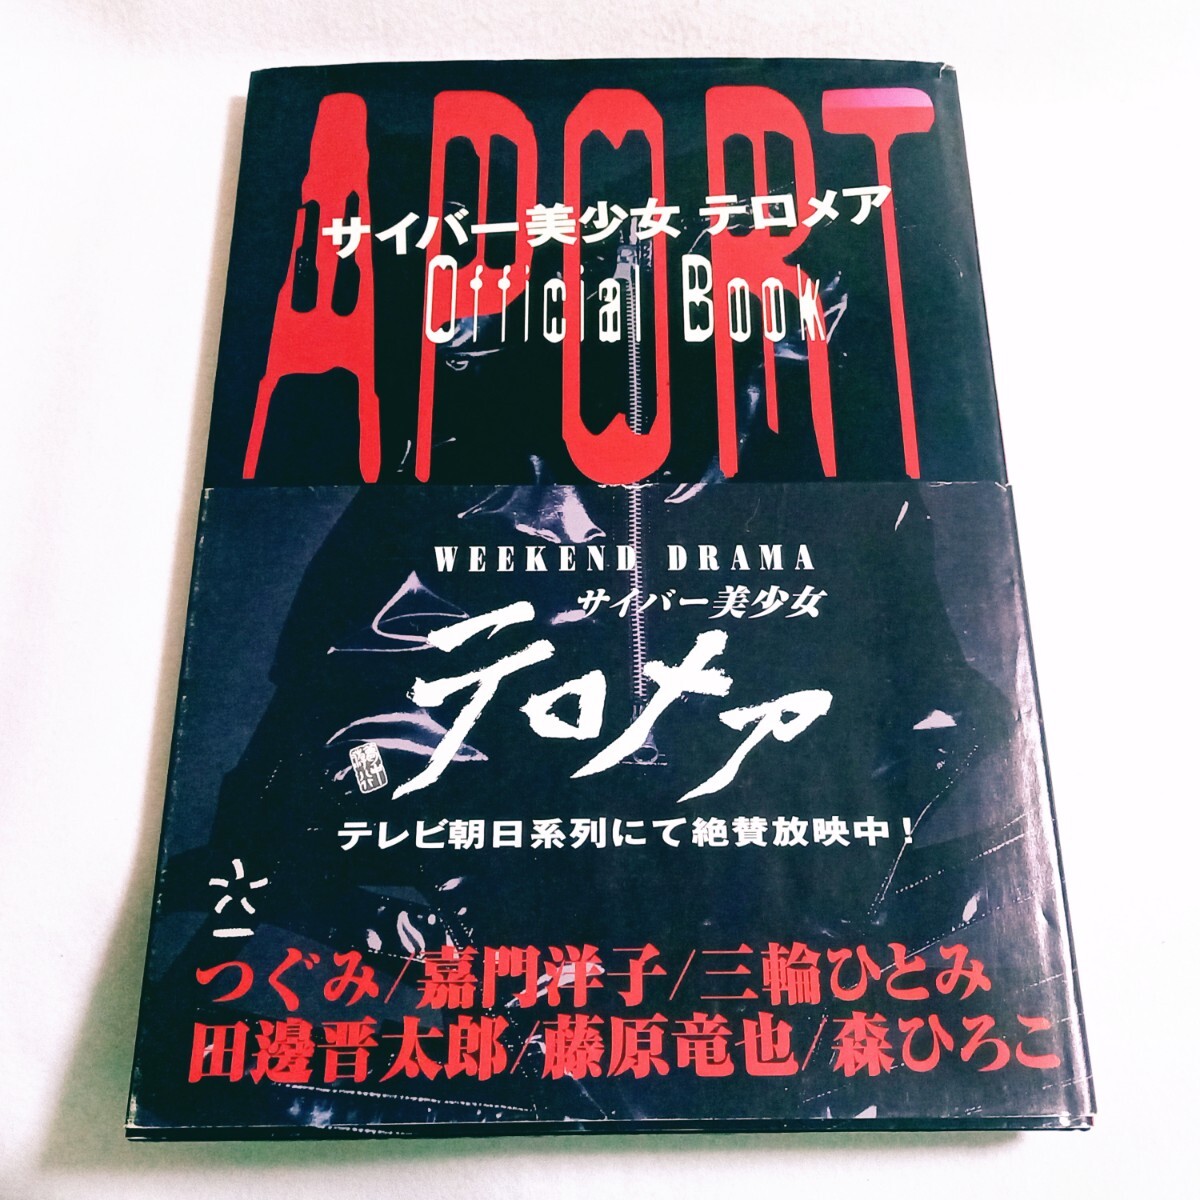 APORT
サイバー美少女 テロメア
Official Book
WEEKEND DRAMA
サイバー美少女
テロメア
テレビ朝日系列にて絶賛放映中!
つぐみ/嘉門洋子/三輪ひとみ
田邊晋太郎/藤原竜也/森ひろこ